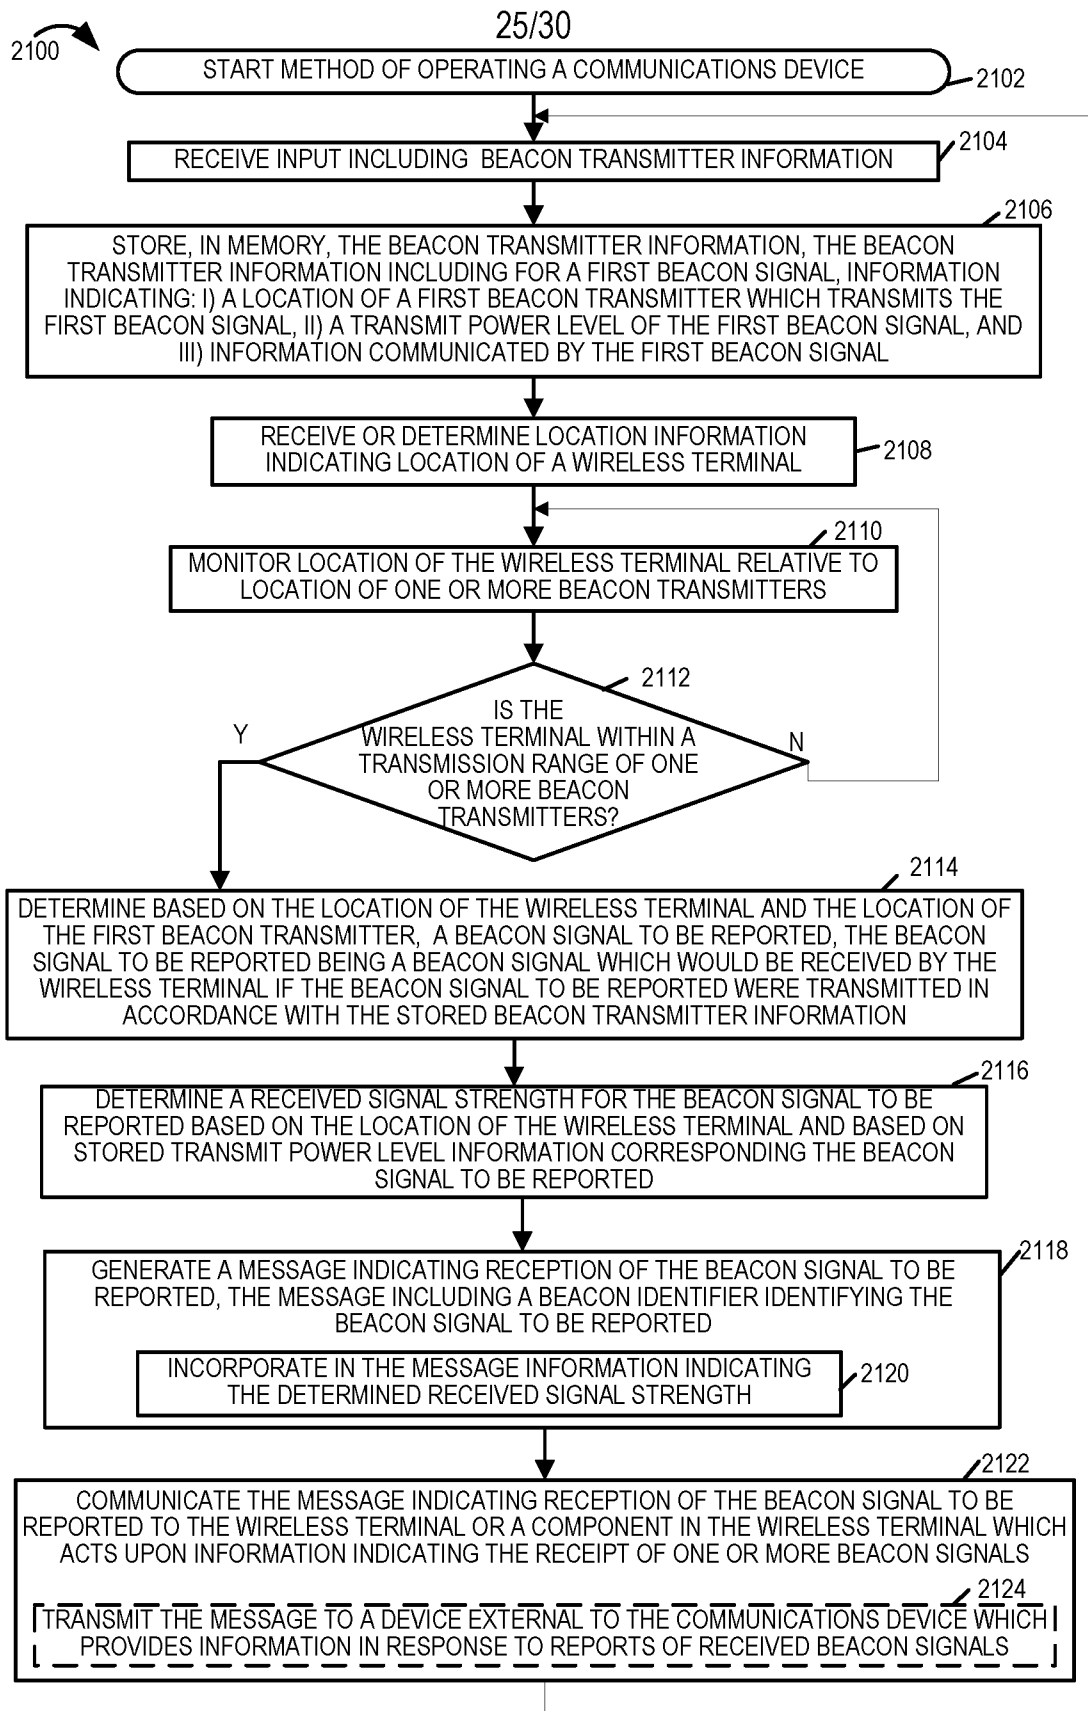 25/30
2100
START METHOD OF OPERATING A COMMUNICATIONS DEVICE
2102
RECEIVE INPUT INCLUDING BEACON TRANSMITTER INFORMATION
2104
2106
STORE, IN MEMORY, THE BEACON TRANSMITTER INFORMATION, THE BEACON
TRANSMITTER INFORMATION INCLUDING FOR A FIRST BEACON SIGNAL, INFORMATION
INDICATING: I) A LOCATION OF A FIRST BEACON TRANSMITTER WHICH TRANSMITS THE
FIRST BEACON SIGNAL, II) A TRANSMIT POWER LEVEL OF THE FIRST BEACON SIGNAL, AND
III) INFORMATION COMMUNICATED BY THE FIRST BEACON SIGNAL
RECEIVE OR DETERMINE LOCATION INFORMATION
INDICATING LOCATION OF A WIRELESS TERMINAL
2108
2110
MONITOR LOCATION OF THE WIRELESS TERMINAL RELATIVE TO
LOCATION OF ONE OR MORE BEACON TRANSMITTERS
2112
IS THE
WIRELESS TERMINAL WITHIN A
TRANSMISSION RANGE OF ONE
OR MORE BEACON
TRANSMITTERS?
Y
N
2114
DETERMINE BASED ON THE LOCATION OF THE WIRELESS TERMINAL AND THE LOCATION OF
THE FIRST BEACON TRANSMITTER, A BEACON SIGNAL TO BE REPORTED, THE BEACON
SIGNAL TO BE REPORTED BEING A BEACON SIGNAL WHICH WOULD BE RECEIVED BY THE
WIRELESS TERMINAL IF THE BEACON SIGNAL TO BE REPORTED WERE TRANSMITTED IN
ACCORDANCE WITH THE STORED BEACON TRANSMITTER INFORMATION
2116
DETERMINE A RECEIVED SIGNAL STRENGTH FOR THE BEACON SIGNAL TO BE
REPORTED BASED ON THE LOCATION OF THE WIRELESS TERMINAL AND BASED ON
STORED TRANSMIT POWER LEVEL INFORMATION CORRESPONDING THE BEACON
SIGNAL TO BE REPORTED
2118
GENERATE A MESSAGE INDICATING RECEPTION OF THE BEACON SIGNAL TO BE
REPORTED, THE MESSAGE INCLUDING A BEACON IDENTIFIER IDENTIFYING THE
BEACON SIGNAL TO BE REPORTED
INCORPORATE IN THE MESSAGE INFORMATION INDICATING
THE DETERMINED RECEIVED SIGNAL STRENGTH
2120
2122
COMMUNICATE THE MESSAGE INDICATING RECEPTION OF THE BEACON SIGNAL TO BE
REPORTED TO THE WIRELESS TERMINAL OR A COMPONENT IN THE WIRELESS TERMINAL WHICH
ACTS UPON INFORMATION INDICATING THE RECEIPT OF ONE OR MORE BEACON SIGNALS
2124
TRANSMIT THE MESSAGE TO A DEVICE EXTERNAL TO THE COMMUNICATIONS DEVICE WHICH
PROVIDES INFORMATION IN RESPONSE TO REPORTS OF RECEIVED BEACON SIGNALS